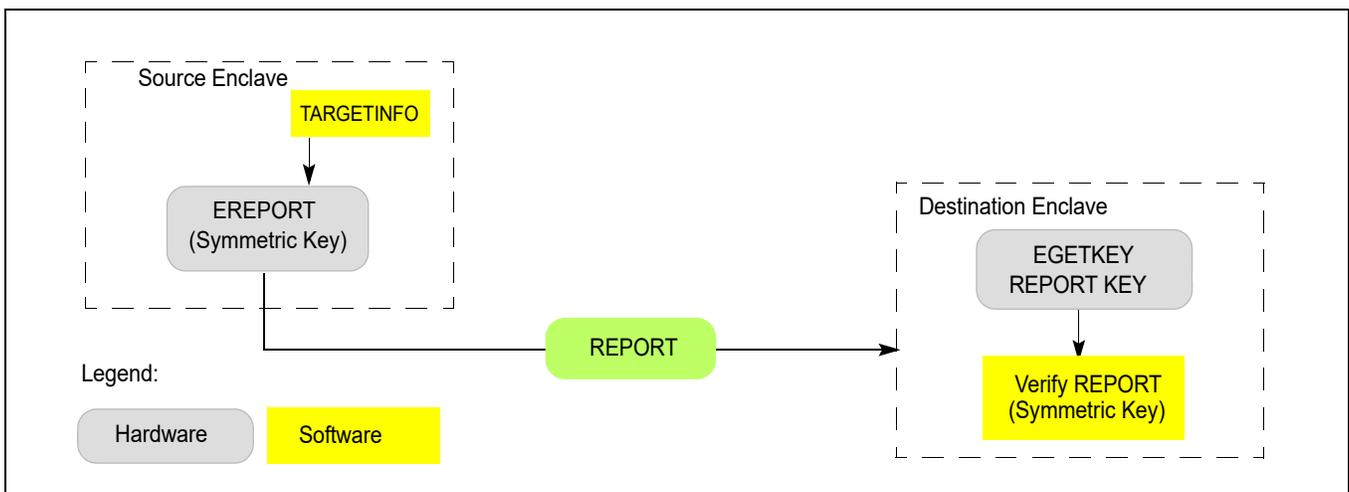 Source Enclave
TARGETINFO
EREPORT
(Symmetric Key)
Destination Enclave
EGETKEY
REPORT KEY
REPORT
Verify REPORT
(Symmetric Key)
Legend:
Hardware
Software